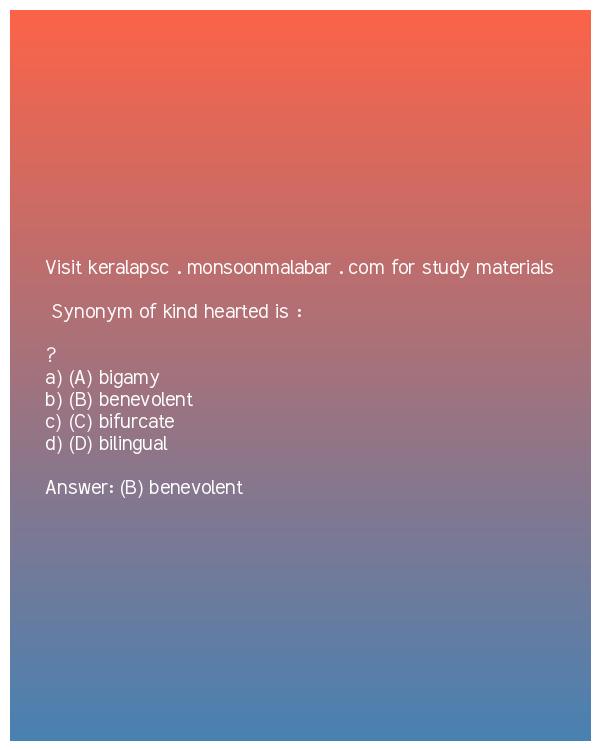 Visit keralapsc . monsoonmalabar . com for study materials
Synonym of kind hearted is :
?
a) (A) bigamy
b) (B) benevolent
c) (C) bifurcate
d) (D) bilingual
Answer: (B) benevolent